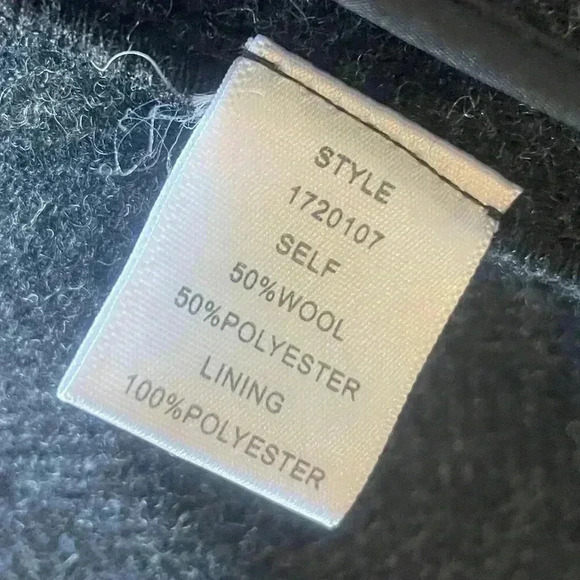 STYLE
1720107
SELF
50%WOOL
50%POLYESTER
LINING
100%POLYESTER